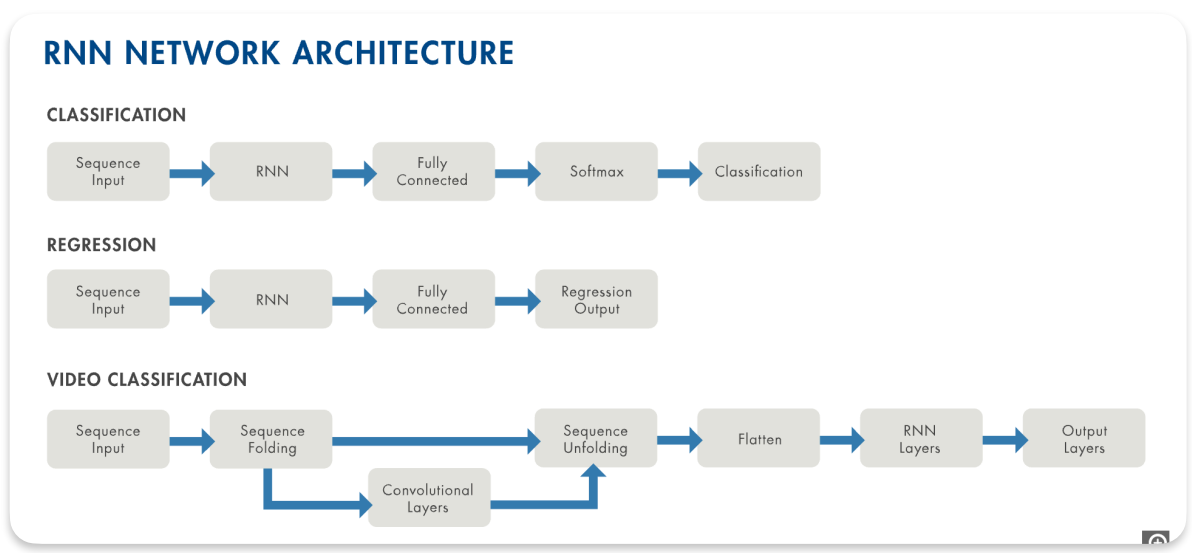 RNN NETWORK ARCHITECTURE
CLASSIFICATION
Sequence
Input
RNN
Fully
Connected
Softmax
Classification
REGRESSION
Sequence
Input
RNN
Fully
Connected
Regression
Output
VIDEO CLASSIFICATION
Sequence
Input
Sequence
Folding
Convolutional
Layers
Sequence
Unfolding
Flatten
RNN
Layers
Output
Layers